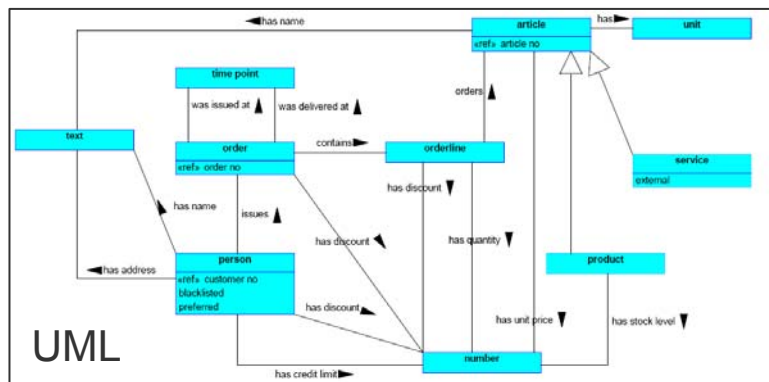 has name
article
«ref» article no
has
unit
time point
was issued at
was delivered at
orders
text
order
«ref» order no
contains
orderline
service
external
has name
issues
has discount
has discount
has quantity
has address
person
«ref» customer no
blacklisted
preferred
has discount
product
has unit price
has stock level
UML
has credit limit
number